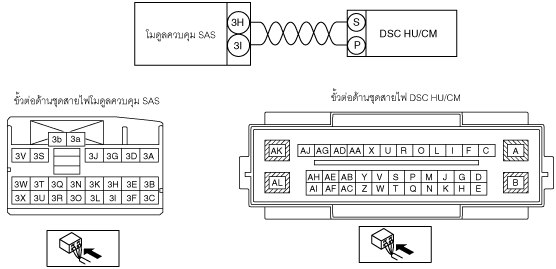 โมดูลควบคุม SAS
3H
3I
S
P
DSC HU/CM
ขั้วต่อด้านชุดสายไฟโมดูลควบคุม SAS
3b 3a
3V 3S 3J 3G 3D 3A
3W 3T 3Q 3N 3K 3H 3E 3B
3X 3U 3R 3O 3L 3I 3F 3C
ขั้วต่อด้านชุดสายไฟ DSC HU/CM
AK AJ AG AD AA X U R O L I F C A
AL AH AE AB Y V S P M J G D B
AI AF AC Z W T Q N K H E